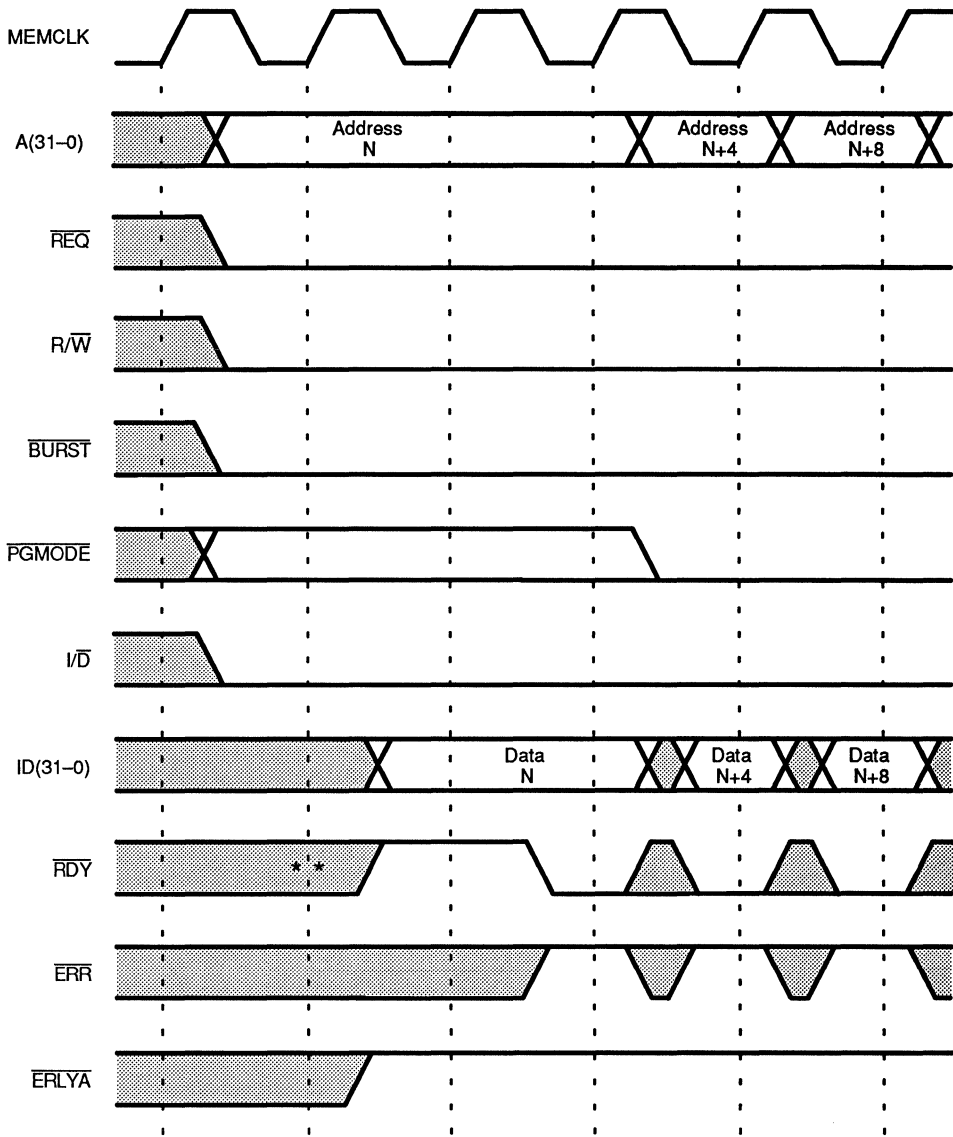 MEMCLK
A(31–0)
Address
N
Address
N+4
Address
N+8
REQ
R/W
BURST
PGMODE
I/D
ID(31–0)
Data
N
Data
N+4
Data
N+8
RDY
* *
ERR
ERLYA